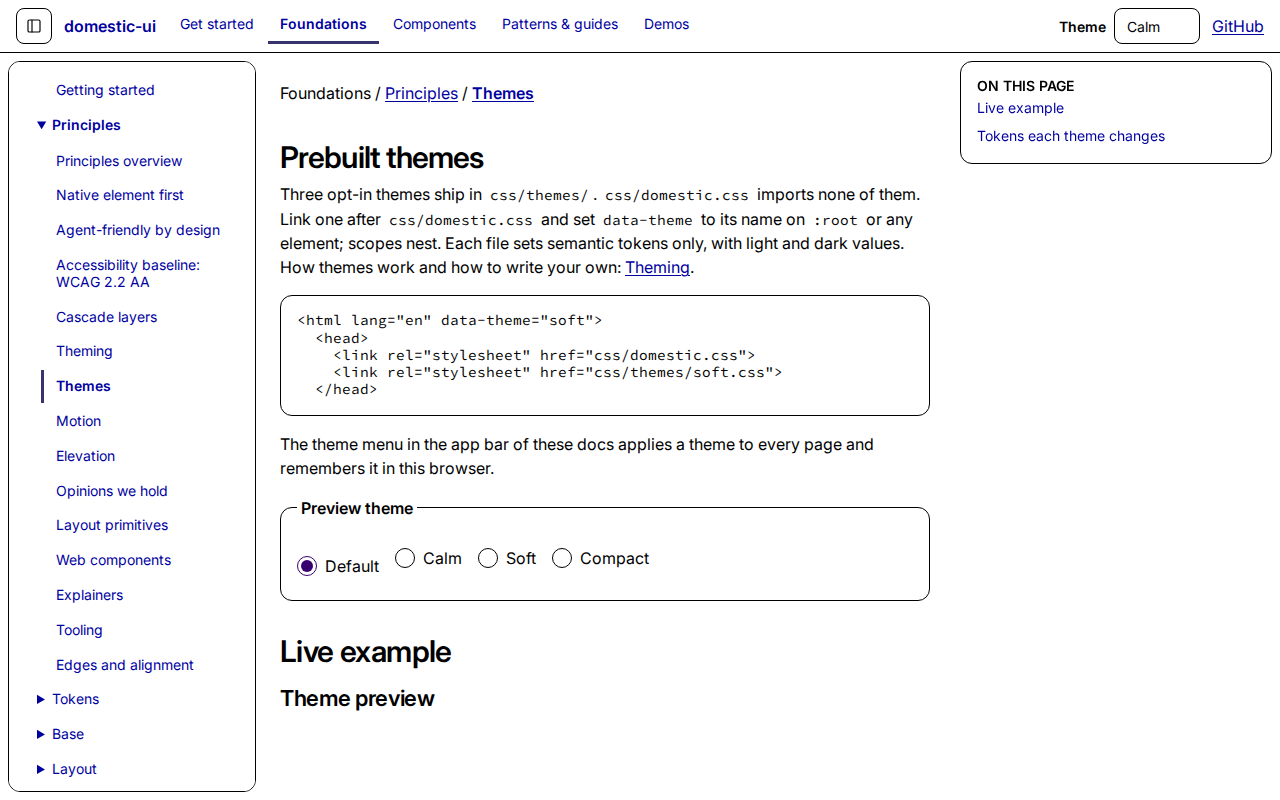 domestic-ui Get started Foundations Components Patterns & guides Demos Theme Calm GitHub
Getting started
Principles
Principles overview
Native element first
Agent-friendly by design
Accessibility baseline:
WCAG 2.2 AA
Cascade layers
Theming
Themes
Motion
Elevation
Opinions we hold
Layout primitives
Web components
Explainers
Tooling
Edges and alignment
Tokens
Base
Layout
Foundations / Principles / Themes
Prebuilt themes
Three opt-in themes ship in css/themes/. css/domestic.css imports none of them.
Link one after css/domestic.css and set data-theme to its name on :root or any
element; scopes nest. Each file sets semantic tokens only, with light and dark values.
How themes work and how to write your own: Theming.
<html lang="en" data-theme="soft">
  <head>
    <link rel="stylesheet" href="css/domestic.css">
    <link rel="stylesheet" href="css/themes/soft.css">
  </head>
The theme menu in the app bar of these docs applies a theme to every page and
remembers it in this browser.
Preview theme
Default Calm Soft Compact
Live example
Theme preview
ON THIS PAGE
Live example
Tokens each theme changes